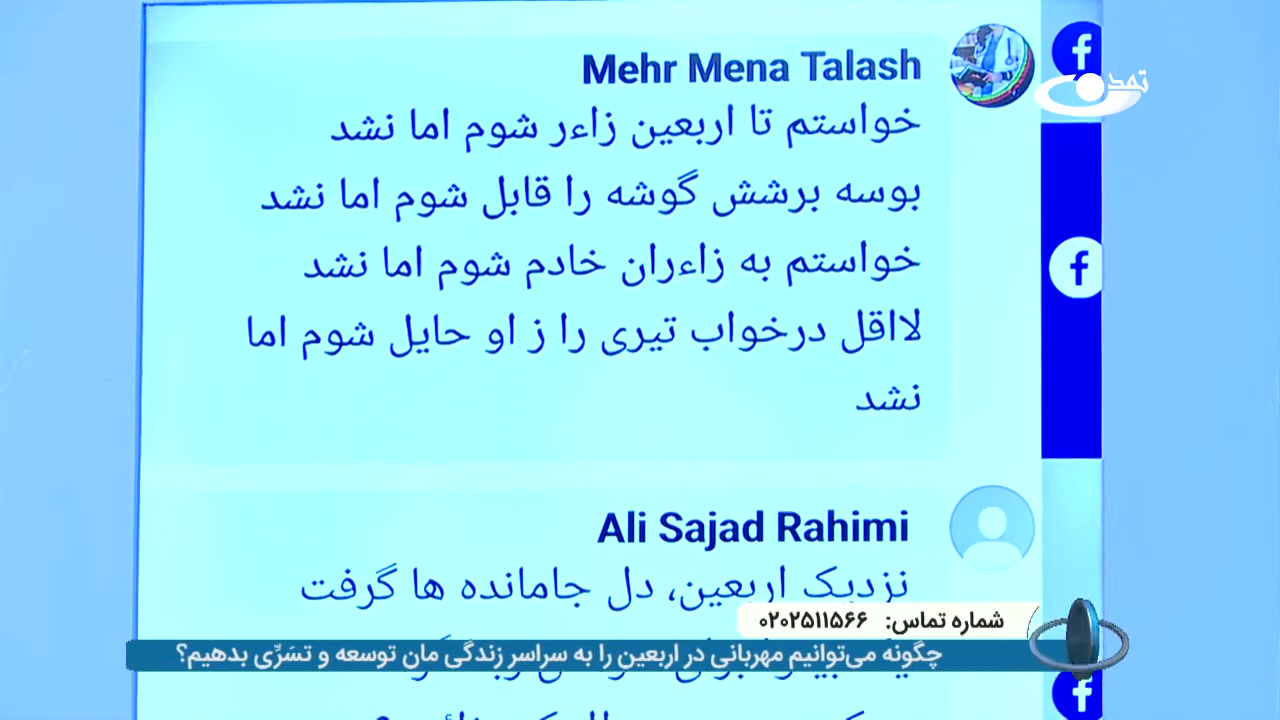 Mehr Mena Talash
خواستم تا اربعین زاءر شوم اما نشد
بوسه برشش گوشه را قابل شوم اما نشد
خواستم به زاءران خادم شوم اما نشد
لااقل درخواب تیری را ز او حایل شوم اما
نشد
Ali Sajad Rahimi
نزدیک اربعین، دل جامانده ها گرفت
شماره تماس: ۰۲۰۲۵۱۱۵۶۶
چگونه می‌توانیم مهربانی در اربعین را به سراسر زندگی مان توسعه و تسَرِّی بدهیم؟
تمدن